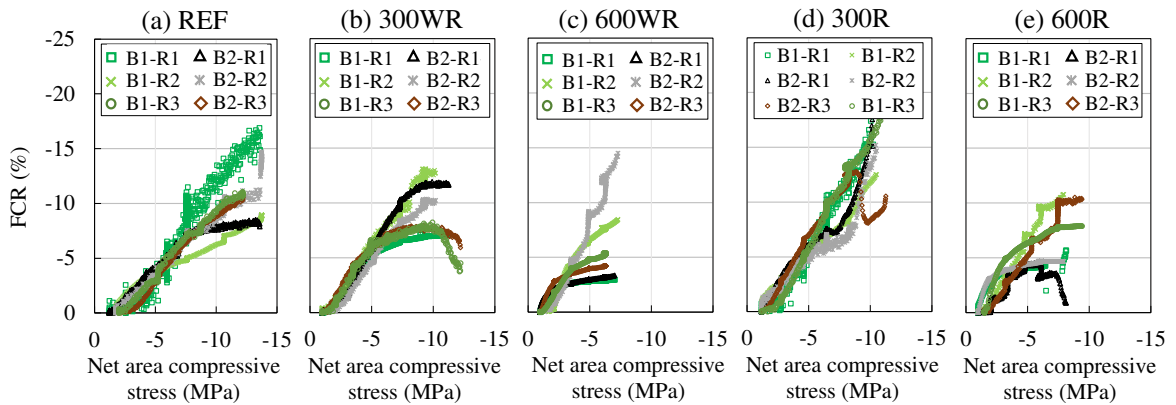 (a) REF
(b) 300WR
(c) 600WR
(d) 300R
(e) 600R
FCR (%)
-25
-20
-15
-10
-5
0
B1-R1 B2-R1
B1-R2 B2-R2
B1-R3 B2-R3
B1-R1 B2-R1
B1-R2 B2-R2
B1-R3 B2-R3
B1-R1 B2-R1
B1-R2 B2-R2
B1-R3 B2-R3
B1-R1 B1-R2
B2-R1 B2-R2
B2-R3 B1-R3
B1-R1 B2-R1
B1-R2 B2-R2
B1-R3 B2-R3
0 -5 -10 -15
0 -5 -10 -15
0 -5 -10 -15
0 -5 -10 -15
0 -5 -10 -15
Net area compressive
stress (MPa)
Net area compressive
stress (MPa)
Net area compressive
stress (MPa)
Net area compressive
stress (MPa)
Net area compressive
stress (MPa)